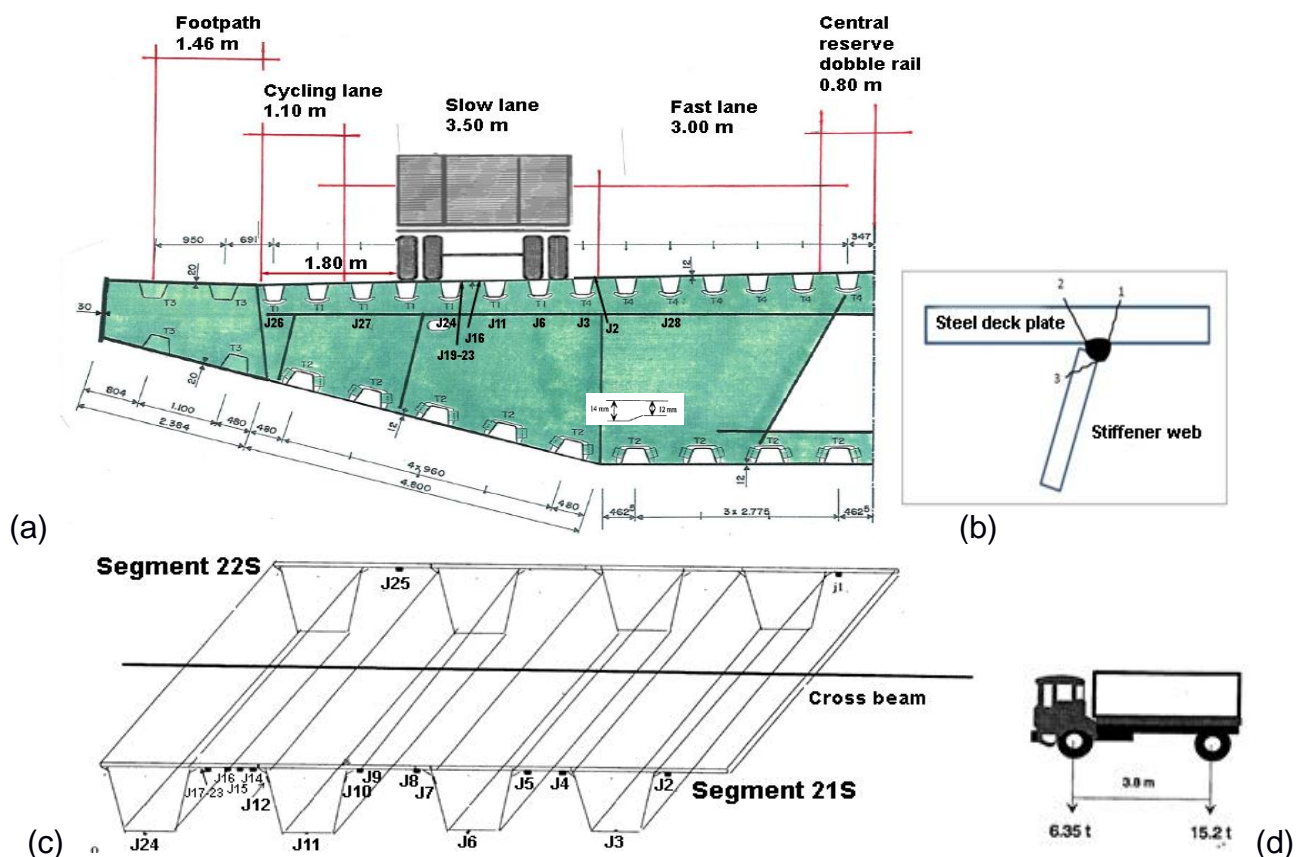 Footpath
1.46 m
Cycling lane
1.10 m
Slow lane
3.50 m
Fast lane
3.00 m
Central
reserve
dobble rail
0.80 m
950
691
347
1.80 m
20
12
30
T3
T3
T1
T1
T1
T1
T1
T1
T1
T1
T4
T4
T4
T4
T4
T4
J26
J27
J24
J11
J6
J3
J2
J28
J16
J19-23
T3
T3
20
T2
T2
T2
T2
T2
12
14 mm
12 mm
T2
T2
T2
T2
12
804
1.100
480
480
2.384
4x960
4.800
480
462⁵
3 x 2.775
462⁵
(a)
2
1
Steel deck plate
3
Stiffener web
(b)
Segment 22S
J25
j1
Cross beam
J17-23
J16
J15
J14
J12
J10
J9
J8
J7
J5
J4
J2
Segment 21S
J24
J11
J6
J3
(c)
3.8 m
6.35 t
15.2 t
(d)